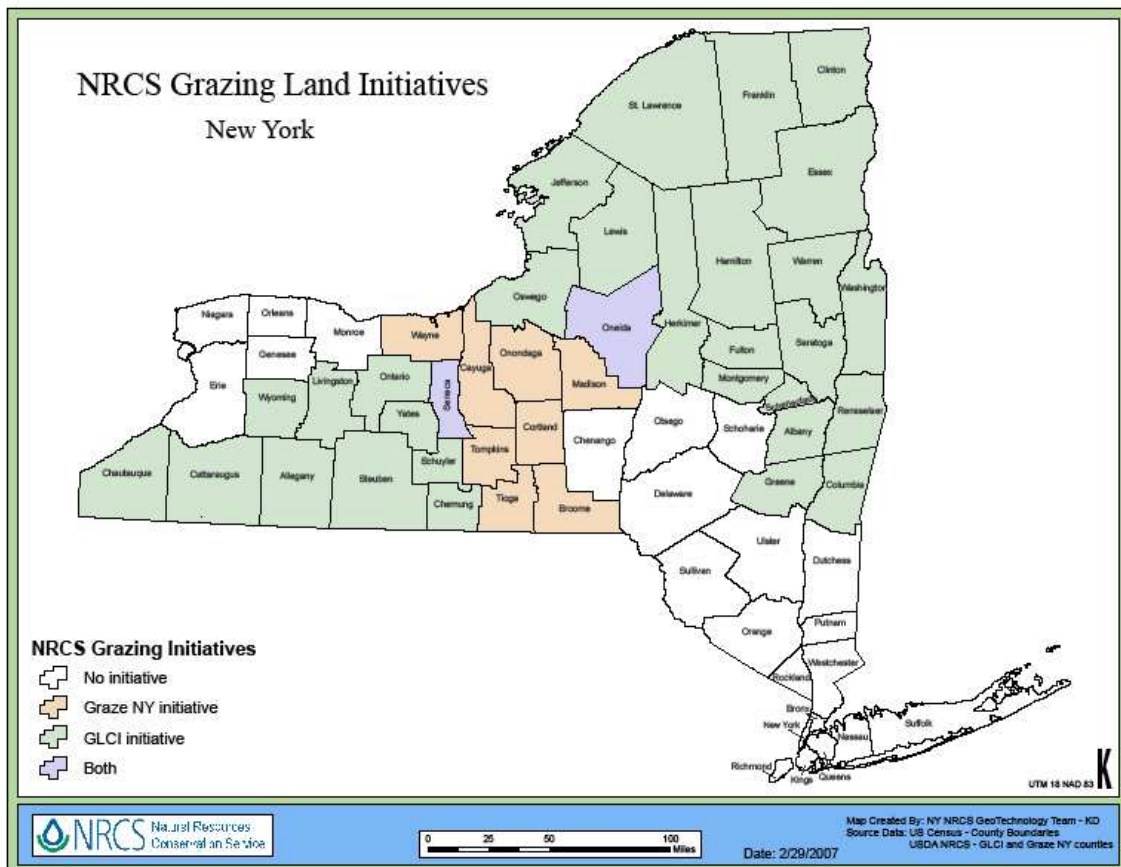 NRCS Grazing Land Initiatives
New York
Clinton
Franklin
St. Lawrence
Essex
Jefferson
Lewis
Hamilton
Warren
Washington
Oswego
Oneida
Herkimer
Niagara
Orleans
Monroe
Wayne
Fulton
Saratoga
Genesee
Onondaga
Cayuga
Madison
Montgomery
Erie
Wyoming
Livingston
Ontario
Seneca
Schenectady
Rensselaer
Yates
Cortland
Otsego
Schoharie
Albany
Chenango
Tompkins
Schuyler
Chautauqua
Cattaraugus
Allegany
Steuben
Chemung
Tioga
Broome
Delaware
Greene
Columbia
Ulster
Dutchess
Sullivan
Orange
Putnam
Westchester
Rockland
Bronx
New York
Nassau
Suffolk
Richmond
Kings
Queens
NRCS Grazing Initiatives
No initiative
Graze NY initiative
GLCI initiative
Both
UTM 18 NAD 83
NRCS Natural Resources
Conservation Service
0 25 50 100
Miles
Date: 2/29/2007
Map Created By: NY NRCS GeoTechnology Team - KD
Source Data: US Census - County Boundaries
USDA NRCS - GLCI and Graze NY counties